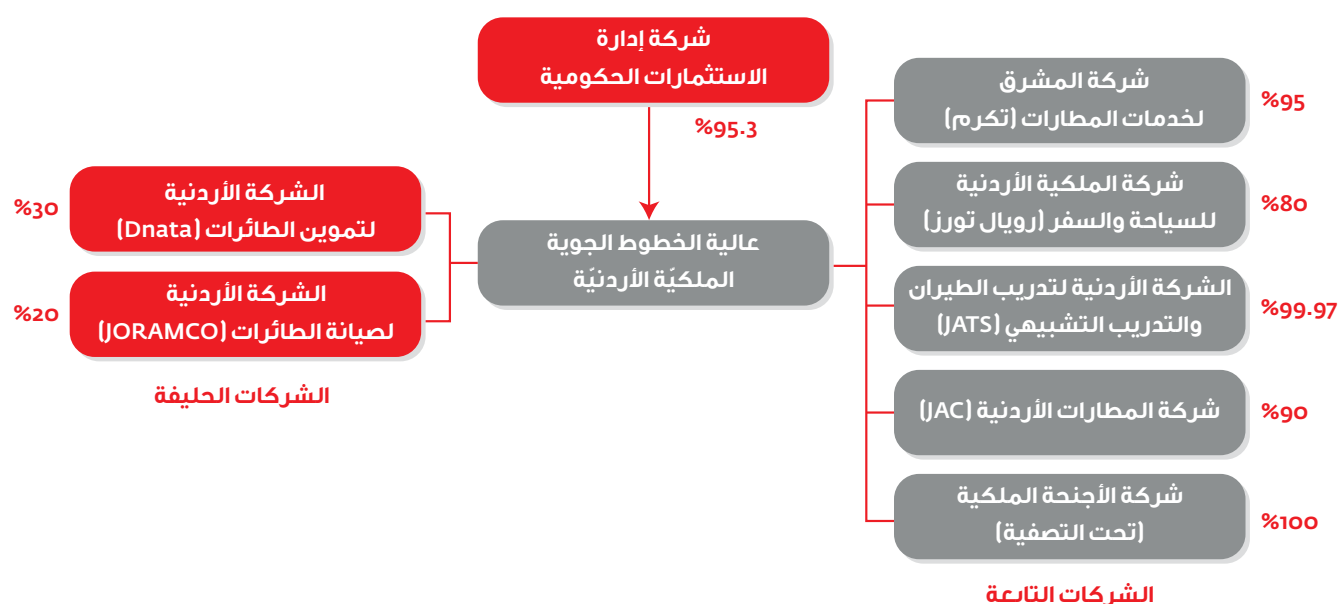 شركة إدارة
الاستثمارات الحكومية
%95.3
عالية الخطوط الجوية
الملكيّة الأردنيّة
شركة المشرق
لخدمات المطارات (تكرم)
%95
شركة الملكية الأردنية
للسياحة والسفر (رويال تورز)
%80
الشركة الأردنية لتدريب الطيران
والتدريب التشبيهي (JATS)
%99.97
شركة المطارات الأردنية (JAC)
%90
شركة الأجنحة الملكية
(تحت التصفية)
%100
الشركات التابعة
الشركة الأردنية
لتموين الطائرات (Dnata)
%30
الشركة الأردنية
لصيانة الطائرات (JORAMCO)
%20
الشركات الحليفة